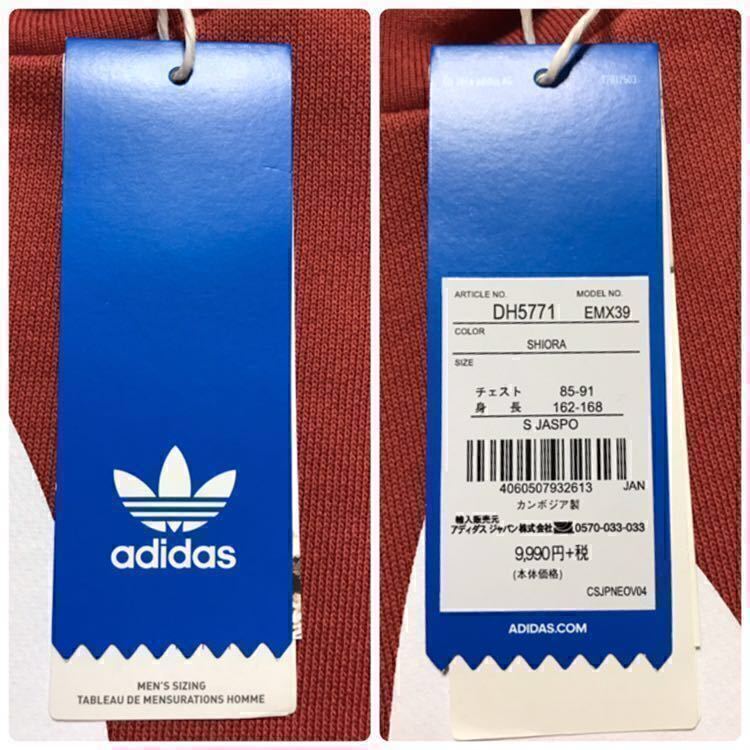 adidas
MEN'S SIZING
TABLEAU DE MENSURATIONS HOMME
ARTICLE NO. MODEL NO.
DH5771 EMX39
COLOR
SHIORA
SIZE
チェスト 85-91
身 長 162-168
S JASPO
4060507932613 JAN
カンボジア製
輸入販売元
アディダス ジャパン株式会社 0570-033-033
9,990円+税
(本体価格)
CSJPNEOV04
ADIDAS.COM